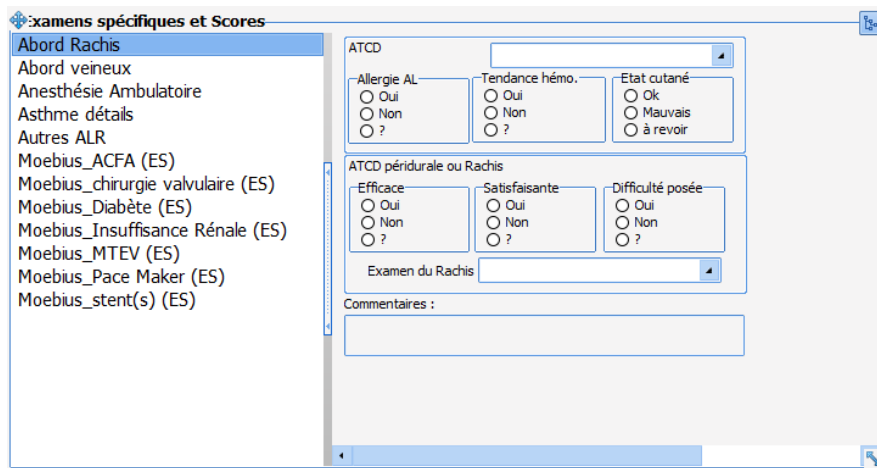 Examens spécifiques et Scores
Abord Rachis
Abord veineux
Anesthésie Ambulatoire
Asthme détails
Autres ALR
Moebius_ACFA (ES)
Moebius_chirurgie valvulaire (ES)
Moebius_Diabète (ES)
Moebius_Insuffisance Rénale (ES)
Moebius_MTEV (ES)
Moebius_Pace Maker (ES)
Moebius_stent(s) (ES)
ATCD
Allergie AL
Oui
Non
?
Tendance hémo.
Oui
Non
?
Etat cutané
Ok
Mauvais
à revoir
ATCD péridurale ou Rachis
Efficace
Oui
Non
?
Satisfaisante
Oui
Non
?
Difficulté posée
Oui
Non
?
Examen du Rachis
Commentaires :